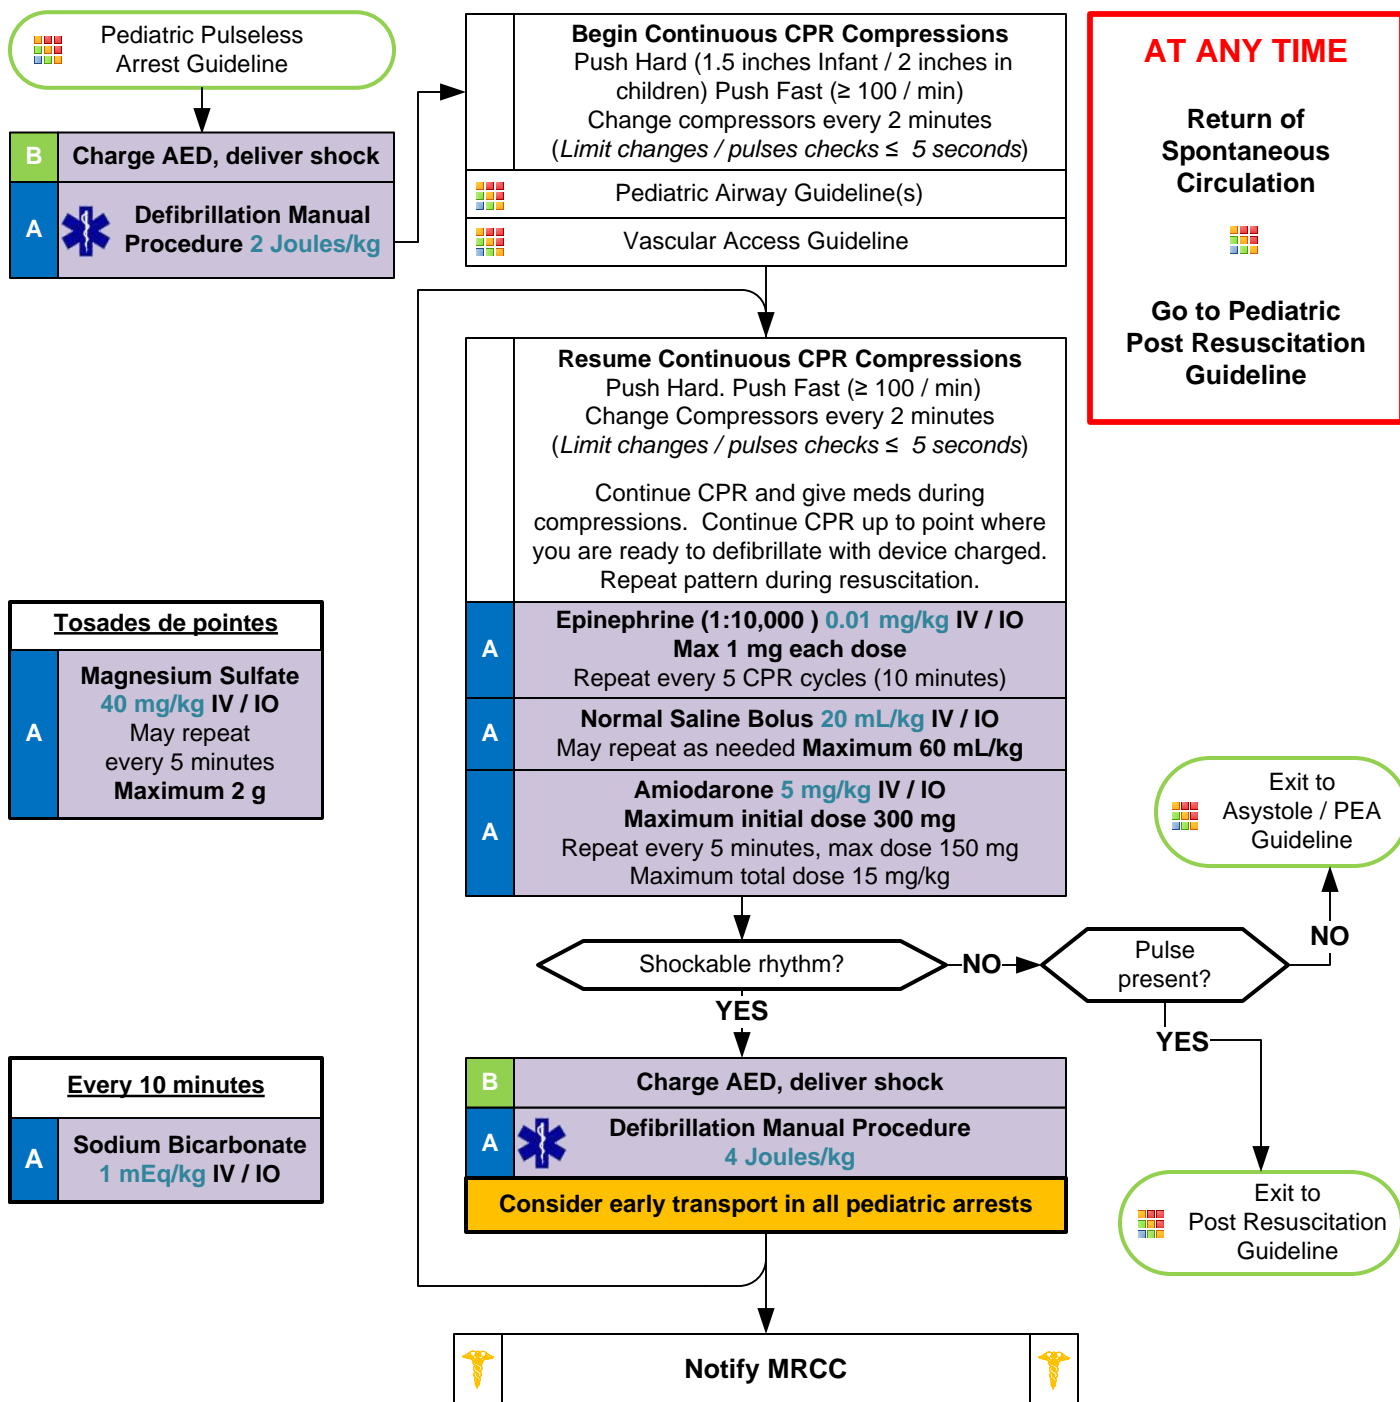 Pediatric Pulseless
Arrest Guideline
B
Charge AED, deliver shock
A
Defibrillation Manual
Procedure 2 Joules/kg
Begin Continuous CPR Compressions
Push Hard (1.5 inches Infant / 2 inches in
children) Push Fast (≥ 100 / min)
Change compressors every 2 minutes
(Limit changes / pulses checks ≤ 5 seconds)
Pediatric Airway Guideline(s)
Vascular Access Guideline
AT ANY TIME
Return of
Spontaneous
Circulation
Go to Pediatric
Post Resuscitation
Guideline
Resume Continuous CPR Compressions
Push Hard. Push Fast (≥ 100 / min)
Change Compressors every 2 minutes
(Limit changes / pulses checks ≤ 5 seconds)
Continue CPR and give meds during
compressions. Continue CPR up to point where
you are ready to defibrillate with device charged.
Repeat pattern during resuscitation.
A
Epinephrine (1:10,000 ) 0.01 mg/kg IV / IO
Max 1 mg each dose
Repeat every 5 CPR cycles (10 minutes)
A
Normal Saline Bolus 20 mL/kg IV / IO
May repeat as needed Maximum 60 mL/kg
A
Amiodarone 5 mg/kg IV / IO
Maximum initial dose 300 mg
Repeat every 5 minutes, max dose 150 mg
Maximum total dose 15 mg/kg
Tosades de pointes
A
Magnesium Sulfate
40 mg/kg IV / IO
May repeat
every 5 minutes
Maximum 2 g
Shockable rhythm?
NO
Pulse
present?
NO
Exit to
Asystole / PEA
Guideline
YES
YES
Exit to
Post Resuscitation
Guideline
Every 10 minutes
A
Sodium Bicarbonate
1 mEq/kg IV / IO
B
Charge AED, deliver shock
A
Defibrillation Manual Procedure
4 Joules/kg
Consider early transport in all pediatric arrests
Notify MRCC